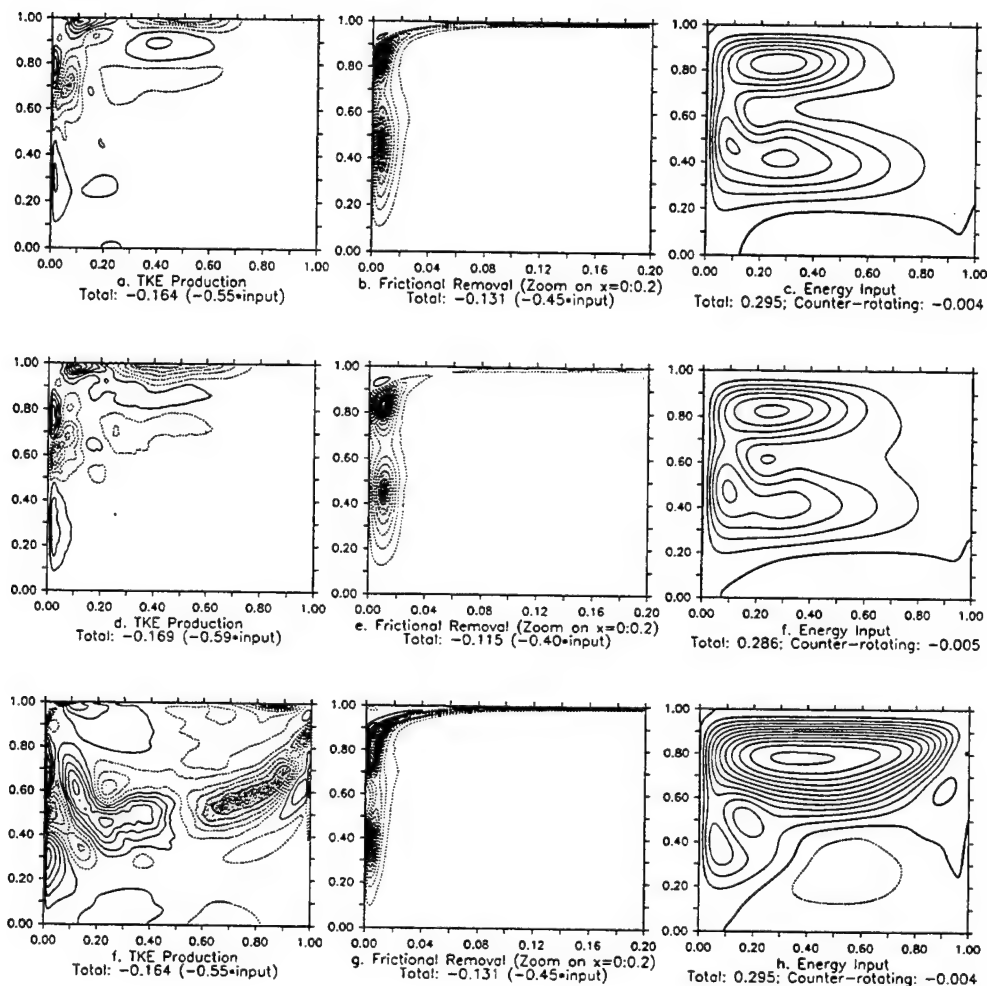 1.00
0.80
0.60
0.40
0.20
0.00
0.00 0.20 0.40 0.60 0.80 1.00
a. TKE Production
Total: −0.164 (−0.55•input)
1.00
0.80
0.60
0.40
0.20
0.00
0.00 0.04 0.08 0.12 0.16 0.20
b. Frictional Removal (Zoom on x=0:0.2)
Total: −0.131 (−0.45•input)
1.00
0.80
0.60
0.40
0.20
0.00
0.00 0.20 0.40 0.60 0.80 1.00
c. Energy Input
Total: 0.295; Counter−rotating: −0.004
1.00
0.80
0.60
0.40
0.20
0.00
0.00 0.20 0.40 0.60 0.80 1.00
d. TKE Production
Total: −0.169 (−0.59•input)
1.00
0.80
0.60
0.40
0.20
0.00
0.00 0.04 0.08 0.12 0.16 0.20
e. Frictional Removal (Zoom on x=0:0.2)
Total: −0.115 (−0.40•input)
1.00
0.80
0.60
0.40
0.20
0.00
0.00 0.20 0.40 0.60 0.80 1.00
f. Energy Input
Total: 0.286; Counter−rotating: −0.005
1.00
0.80
0.60
0.40
0.20
0.00
0.00 0.20 0.40 0.60 0.80 1.00
f. TKE Production
Total: −0.164 (−0.55•input)
1.00
0.80
0.60
0.40
0.20
0.00
0.00 0.04 0.08 0.12 0.16 0.20
g. Frictional Removal (Zoom on x=0:0.2)
Total: −0.131 (−0.45•input)
1.00
0.80
0.60
0.40
0.20
0.00
0.00 0.20 0.40 0.60 0.80 1.00
h. Energy Input
Total: 0.295; Counter−rotating: −0.004